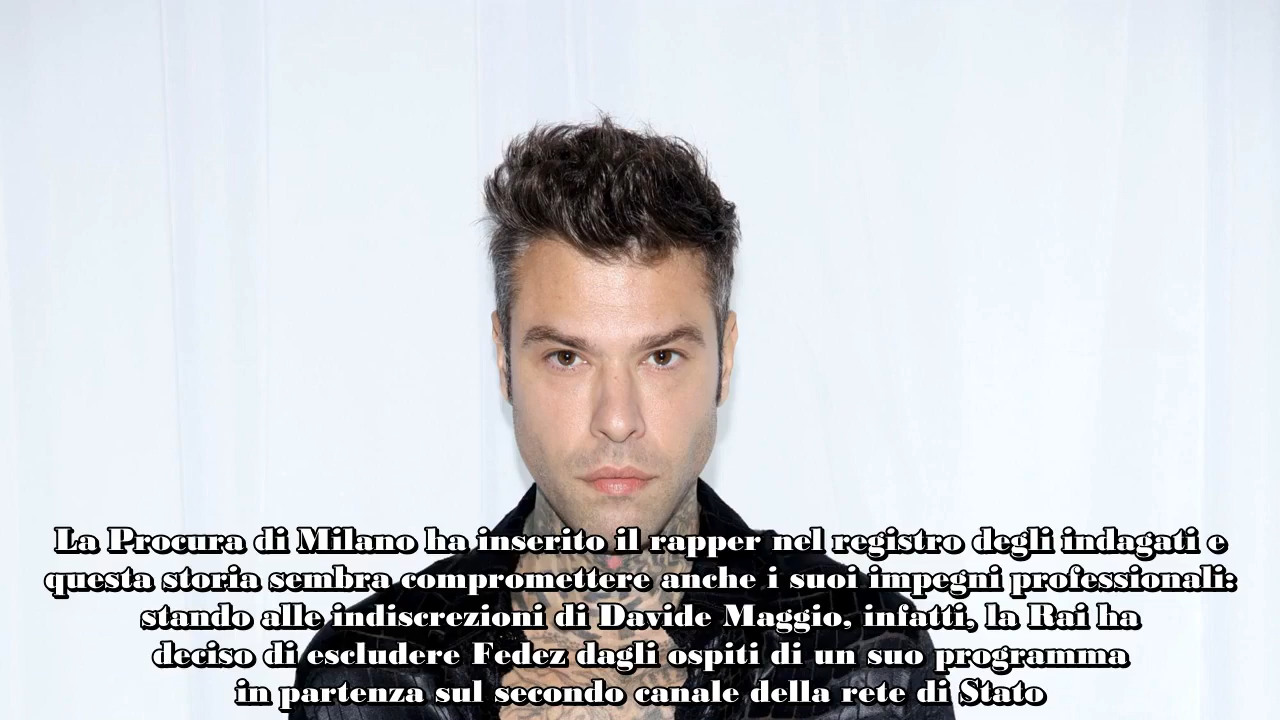 La Procura di Milano ha inserito il rapper nel registro degli indagati e
questa storia sembra compromettere anche i suoi impegni professionali:
stando alle indiscrezioni di Davide Maggio, infatti, la Rai ha
deciso di escludere Fedez dagli ospiti di un suo programma
in partenza sul secondo canale della rete di Stato